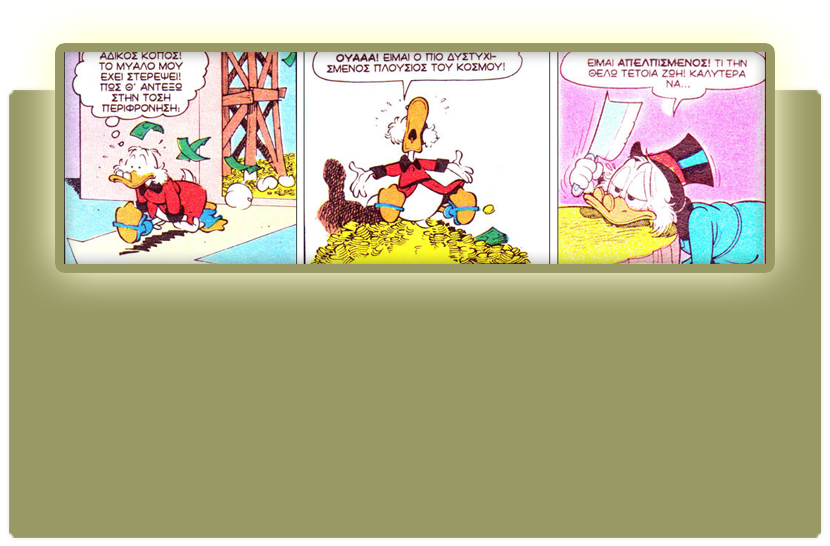 ΑΔΙΚΟΣ ΚΟΠΟΣ!
ΤΟ ΜΥΑΛΟ ΜΟΥ
ΕΧΕΙ ΣΤΕΡΕΨΕΙ!
ΠΩΣ Θ' ΑΝΤΕΞΩ
ΣΤΗΝ ΤΟΣΗ
ΠΕΡΙΦΡΟΝΗΣΗ;
ΟΥΑΑΑ! ΕΙΜΑΙ Ο ΠΙΟ ΔΥΣΤΥΧΙ-
ΣΜΕΝΟΣ ΠΛΟΥΣΙΟΣ ΤΟΥ ΚΟΣΜΟΥ!
ΕΙΜΑΙ ΑΠΕΛΠΙΣΜΕΝΟΣ! ΤΙ ΤΗΝ
ΘΕΛΩ ΤΕΤΟΙΑ ΖΩΗ! ΚΑΛΥΤΕΡΑ
ΝΑ...